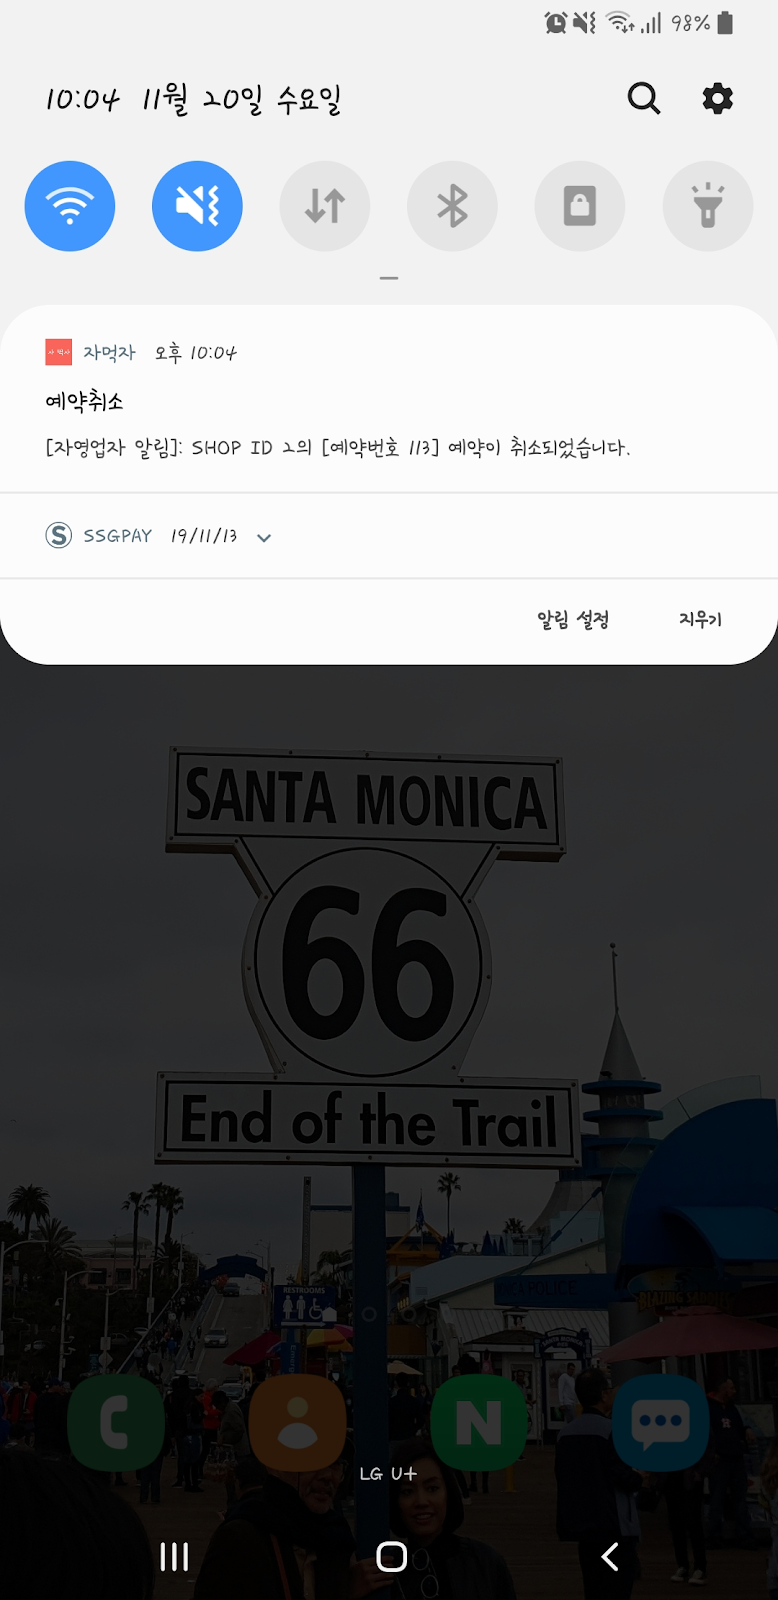 98%
10:04 11월 20일 수요일
자먹자 오후 10:04
예약취소
[자영업자 알림]: SHOP ID 2의 [예약번호 113] 예약이 취소되었습니다.
S SSGPAY 19/11/13
알림 설정 지우기
SANTA MONICA
66
End of the Trail
RESTROOMS
POLICE
N
LG U+